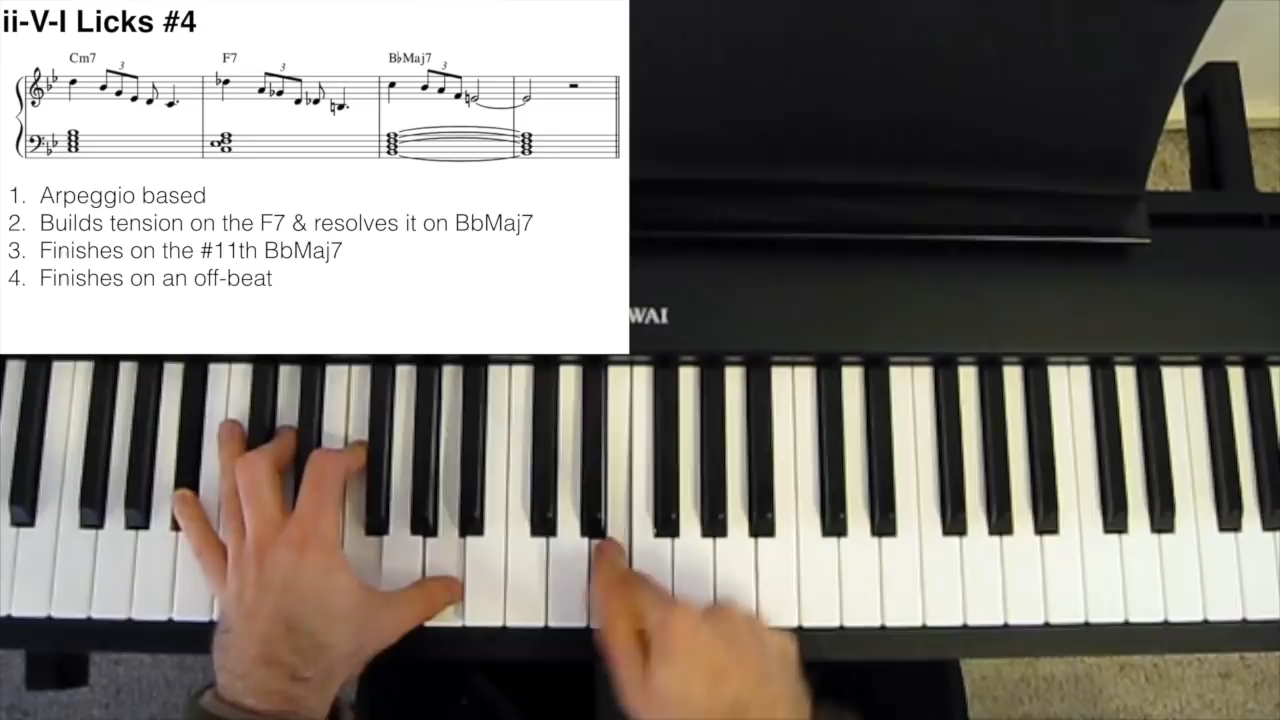 ii-V-I Licks #4
Cm7 F7 B♭Maj7
3 3 3
1. Arpeggio based
2. Builds tension on the F7 & resolves it on BbMaj7
3. Finishes on the #11th BbMaj7
4. Finishes on an off-beat
WAI